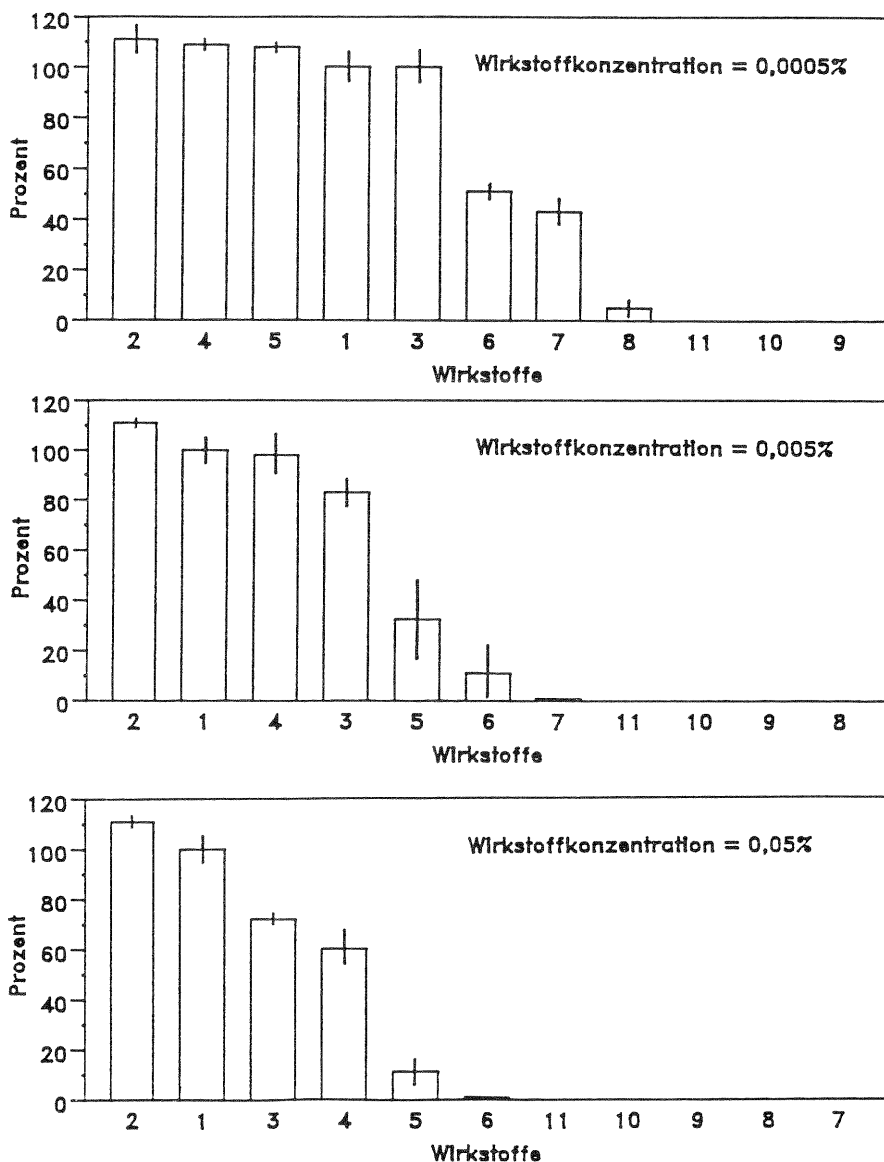 120
100
80
60
40
20
0
Prozent
Wirkstoffkonzentration = 0,0005%
2 4 5 1 3 6 7 8 11 10 9
Wirkstoffe
120
100
80
60
40
20
0
Prozent
Wirkstoffkonzentration = 0,005%
2 1 4 3 5 6 7 11 10 9 8
Wirkstoffe
120
100
80
60
40
20
0
Prozent
Wirkstoffkonzentration = 0,05%
2 1 3 4 5 6 11 10 9 8 7
Wirkstoffe